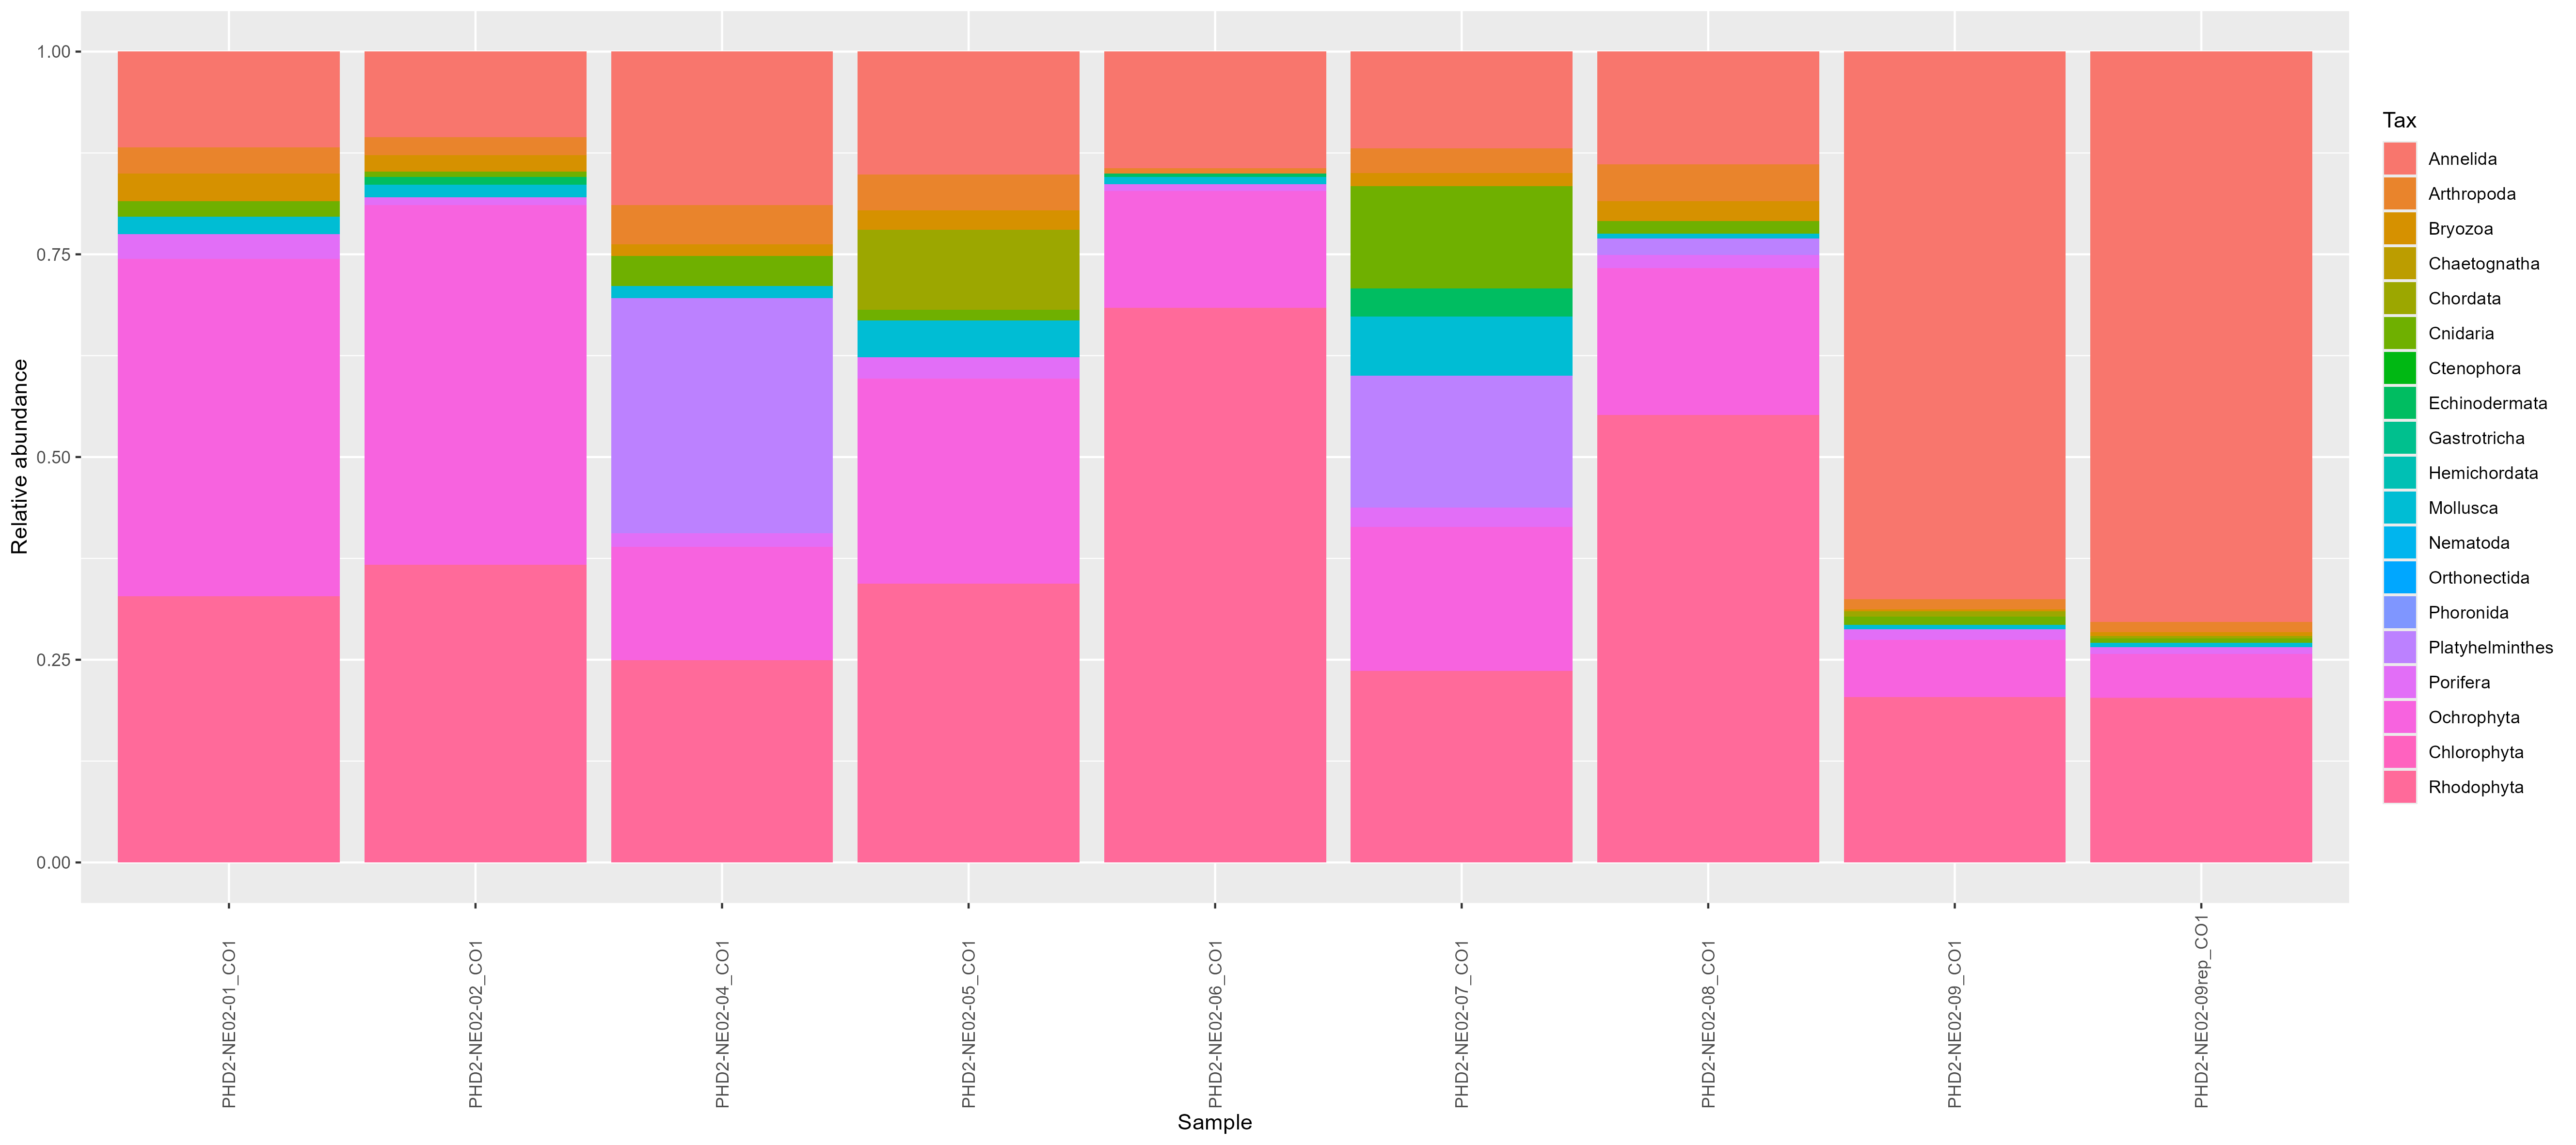 1.00
0.75
0.50
0.25
0.00
Relative abundance
PHD2-NE02-01_CO1
PHD2-NE02-02_CO1
PHD2-NE02-04_CO1
PHD2-NE02-05_CO1
PHD2-NE02-06_CO1
PHD2-NE02-07_CO1
PHD2-NE02-08_CO1
PHD2-NE02-09_CO1
PHD2-NE02-09rep_CO1
Sample
Tax
Annelida
Arthropoda
Bryozoa
Chaetognatha
Chordata
Cnidaria
Ctenophora
Echinodermata
Gastrotricha
Hemichordata
Mollusca
Nematoda
Orthonectida
Phoronida
Platyhelminthes
Porifera
Ochrophyta
Chlorophyta
Rhodophyta